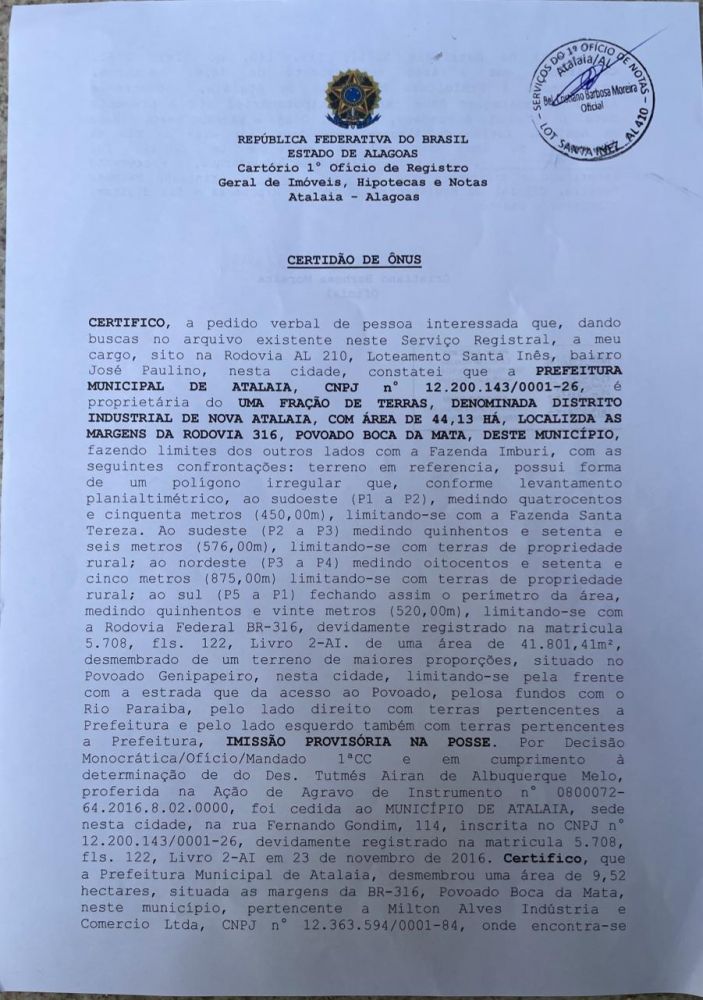 SERVIÇOS DO 1º OFÍCIO DE NOTAS
Atalaia/AL
Bel. Cristiano Barbosa Moreira
Oficial
LOT SANTA INEZ AL 210
REPÚBLICA FEDERATIVA DO BRASIL
ESTADO DE ALAGOAS
Cartório 1° Ofício de Registro
Geral de Imóveis, Hipotecas e Notas
Atalaia - Alagoas
CERTIDÃO DE ÔNUS
CERTIFICO, a pedido verbal de pessoa interessada que, dando
buscas no arquivo existente neste Serviço Registral, a meu
cargo, sito na Rodovia AL 210, Loteamento Santa Inês, bairro
José Paulino, nesta cidade, constatei que a PREFEITURA
MUNICIPAL DE ATALAIA, CNPJ n° 12.200.143/0001-26, é
proprietária do UMA FRAÇÃO DE TERRAS, DENOMINADA DISTRITO
INDUSTRIAL DE NOVA ATALAIA, COM ÁREA DE 44,13 HÁ, LOCALIZDA AS
MARGENS DA RODOVIA 316, POVOADO BOCA DA MATA, DESTE MUNICÍPIO,
fazendo limites dos outros lados com a Fazenda Imburi, com as
seguintes confrontações: terreno em referencia, possui forma
de um polígono irregular que, conforme levantamento
planialtimétrico, ao sudoeste (P1 a P2), medindo quatrocentos
e cinquenta metros (450,00m), limitando-se com a Fazenda Santa
Tereza. Ao sudeste (P2 a P3) medindo quinhentos e setenta e
seis metros (576,00m), limitando-se com terras de propriedade
rural; ao nordeste (P3 a P4) medindo oitocentos e setenta e
cinco metros (875,00m) limitando-se com terras de propriedade
rural; ao sul (P5 a P1) fechando assim o perímetro da área,
medindo quinhentos e vinte metros (520,00m), limitando-se com
a Rodovia Federal BR-316, devidamente registrado na matricula
5.708, fls. 122, Livro 2-AI. de uma área de 41.801,41m²,
desmembrado de um terreno de maiores proporções, situado no
Povoado Genipapeiro, nesta cidade, limitando-se pela frente
com a estrada que da acesso ao Povoado, pelosa fundos com o
Rio Paraiba, pelo lado direito com terras pertencentes a
Prefeitura e pelo lado esquerdo também com terras pertencentes
a Prefeitura, IMISSÃO PROVISÓRIA NA POSSE. Por Decisão
Monocrática/Ofício/Mandado 1ªCC e em cumprimento à
determinação de do Des. Tutmés Airan de Albuquerque Melo,
proferida na Ação de Agravo de Instrumento n° 0800072-
64.2016.8.02.0000, foi cedida ao MUNICÍPIO DE ATALAIA, sede
nesta cidade, na rua Fernando Gondim, 114, inscrita no CNPJ n°
12.200.143/0001-26, devidamente registrado na matricula 5.708,
fls. 122, Livro 2-AI em 23 de novembro de 2016. Certifico, que
a Prefeitura Municipal de Atalaia, desmembrou uma área de 9,52
hectares, situada as margens da BR-316, Povoado Boca da Mata,
neste município, pertencente a Milton Alves Indústria e
Comercio Ltda, CNPJ n° 12.363.594/0001-84, onde encontra-se